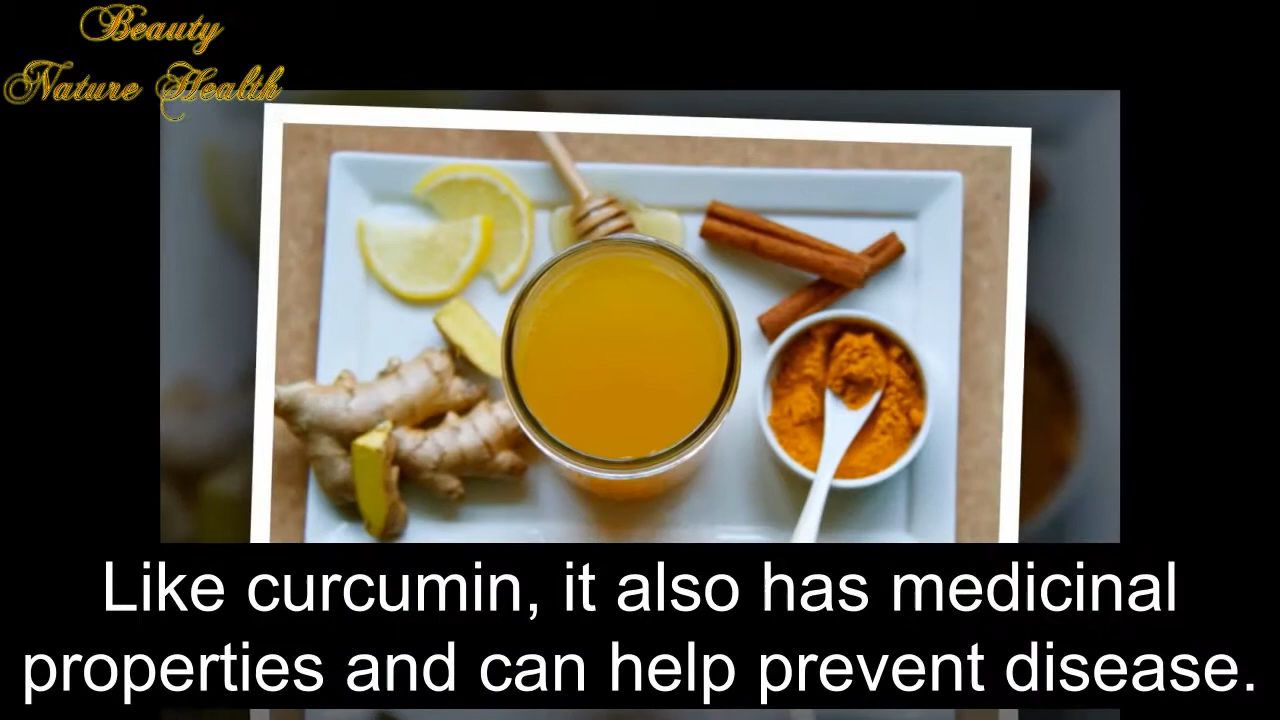 Beauty
Nature Health
Like curcumin, it also has medicinal
properties and can help prevent disease.